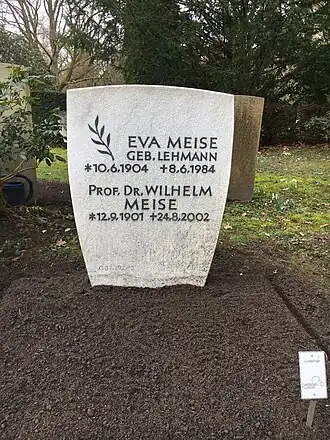 EVA MEISE
GEB. LEHMANN
*10.6.1904 +8.6.1984
PROF. DR. WILHELM
MEISE
*12.9.1901 +24.8.2002